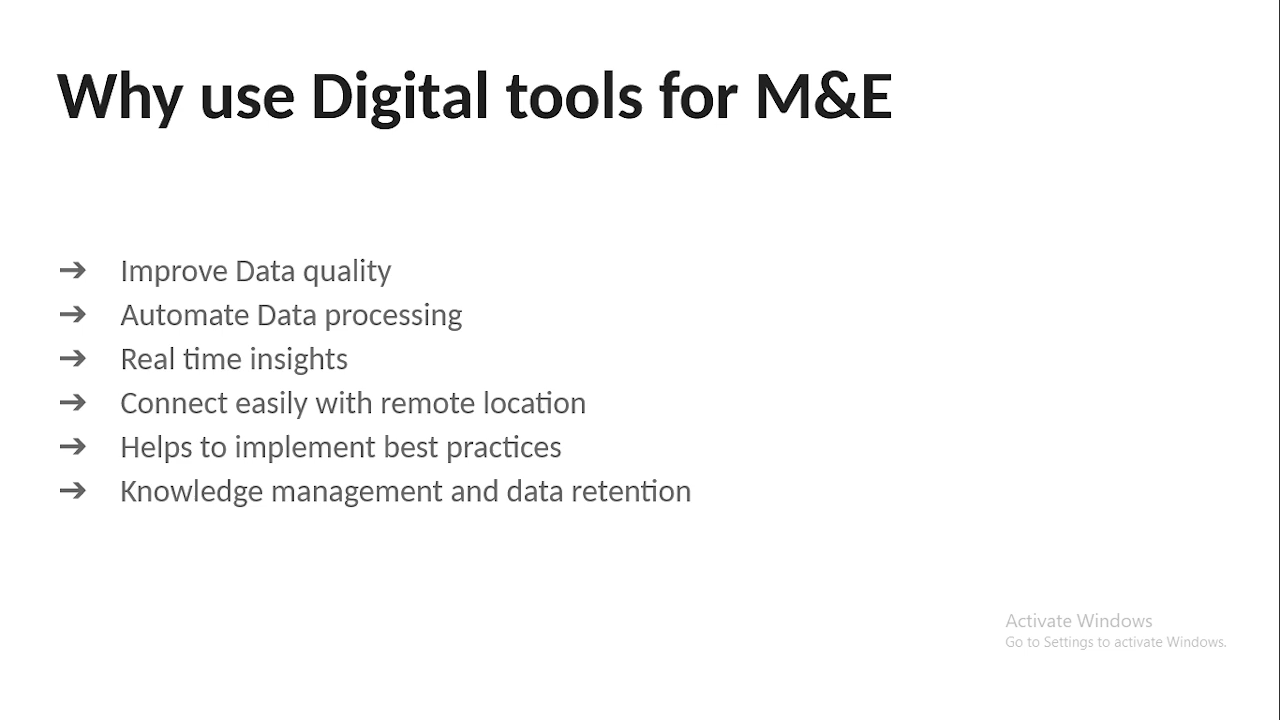 Why use Digital tools for M&E
➔ Improve Data quality
➔ Automate Data processing
➔ Real time insights
➔ Connect easily with remote location
➔ Helps to implement best practices
➔ Knowledge management and data retention
Activate Windows
Go to Settings to activate Windows.